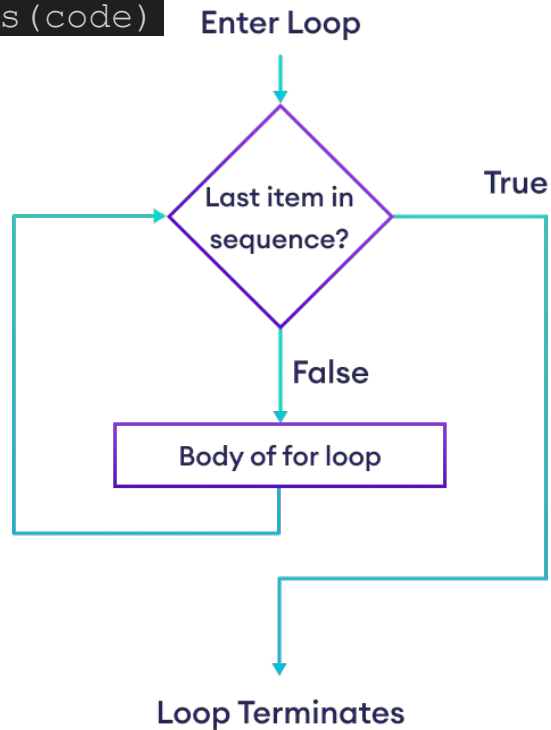 s(code)
Enter Loop
Last item in
sequence?
True
False
Body of for loop
Loop Terminates